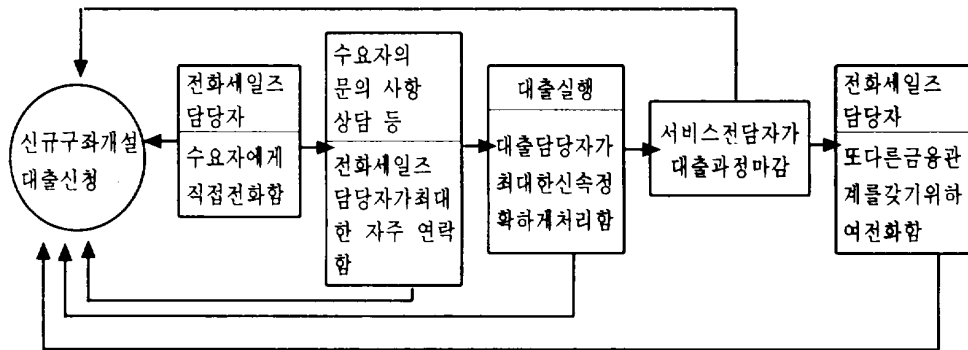 신규구좌개설
대출신청
전화세일즈
담당자
수요자에게
직접전화함
수요자의
문의 사항
상담 등
전화세일즈
담당자가최대
한 자주 연락
함
대출실행
대출담당자가
최대한신속정
확하게처리함
서비스전담자가
대출과정마감
전화세일즈
담당자
또다른금융관
계를갖기위하
여전화함